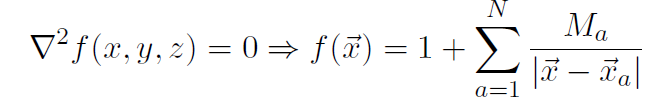 ∇²f(x, y, z) = 0 ⇒ f(x⃗) = 1 + ∑_{a=1}^{N} M_a / |x⃗ − x⃗_a|